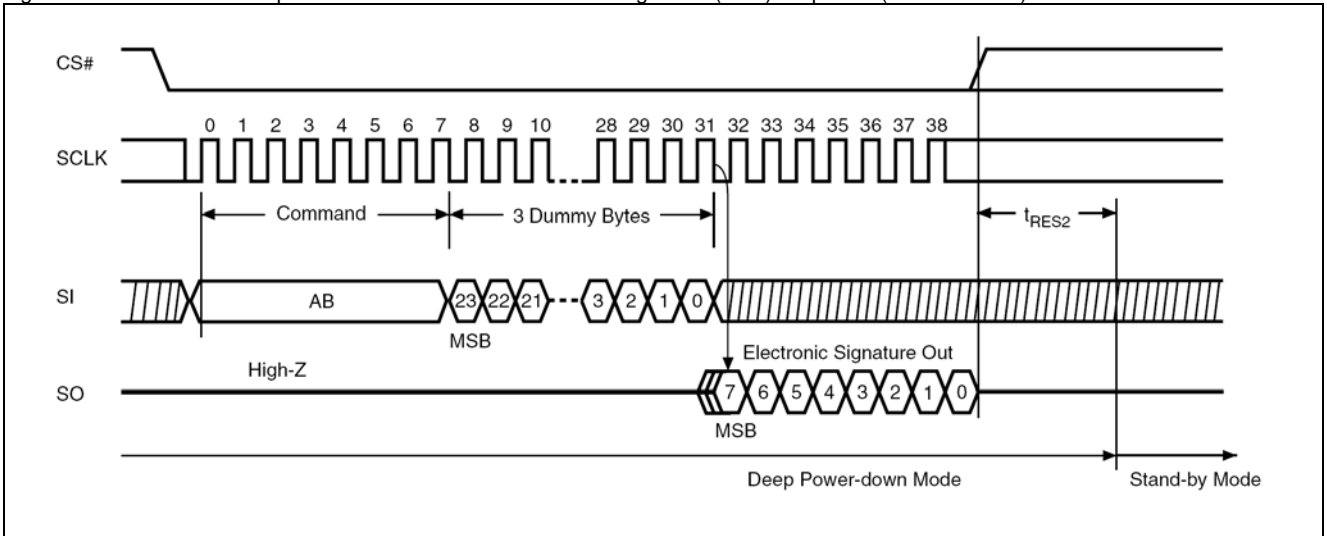 CS#
0 1 2 3 4 5 6 7 8 9 10 28 29 30 31 32 33 34 35 36 37 38
SCLK
Command 3 Dummy Bytes tRES2
SI AB 23 22 21 3 2 1 0
MSB
High-Z Electronic Signature Out
SO 7 6 5 4 3 2 1 0
MSB
Deep Power-down Mode Stand-by Mode